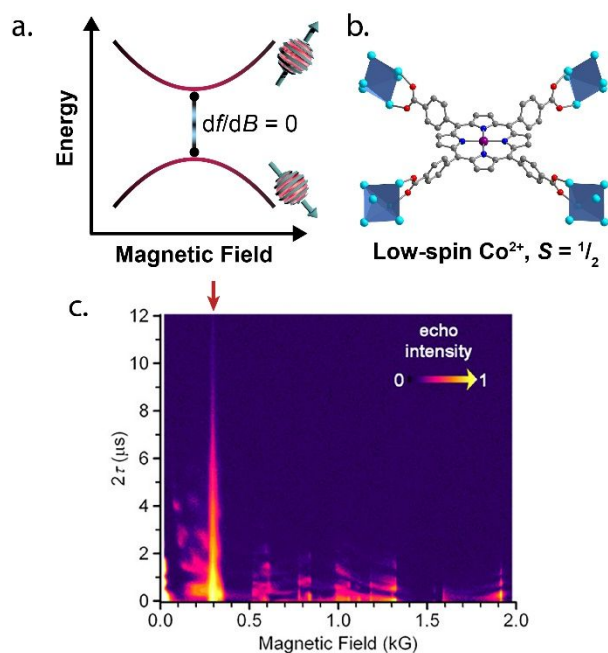 a.
Energy
df/dB = 0
Magnetic Field
b.
Low-spin Co²⁺, S = ¹/₂
c.
echo
intensity
0 1
12
10
8
6
4
2
0
2τ (μs)
0 0.5 1.0 1.5 2.0
Magnetic Field (kG)